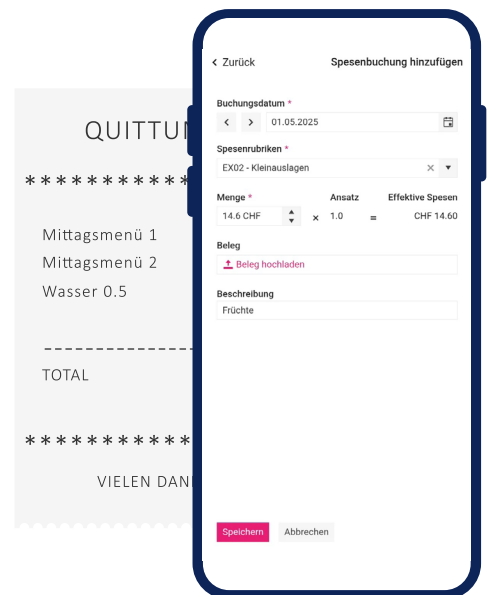 QUITTU
***********
Mittagsmenü 1
Mittagsmenü 2
Wasser 0.5
TOTAL
***********
VIELEN DAN
Zurück Spesenbuchung hinzufügen
Buchungsdatum *
01.05.2025
Spesenrubriken *
EX02 - Kleinauslagen
Menge * Ansatz Effektive Spesen
14.6 CHF × 1.0 = CHF 14.60
Beleg
Beleg hochladen
Beschreibung
Früchte
Speichern Abbrechen